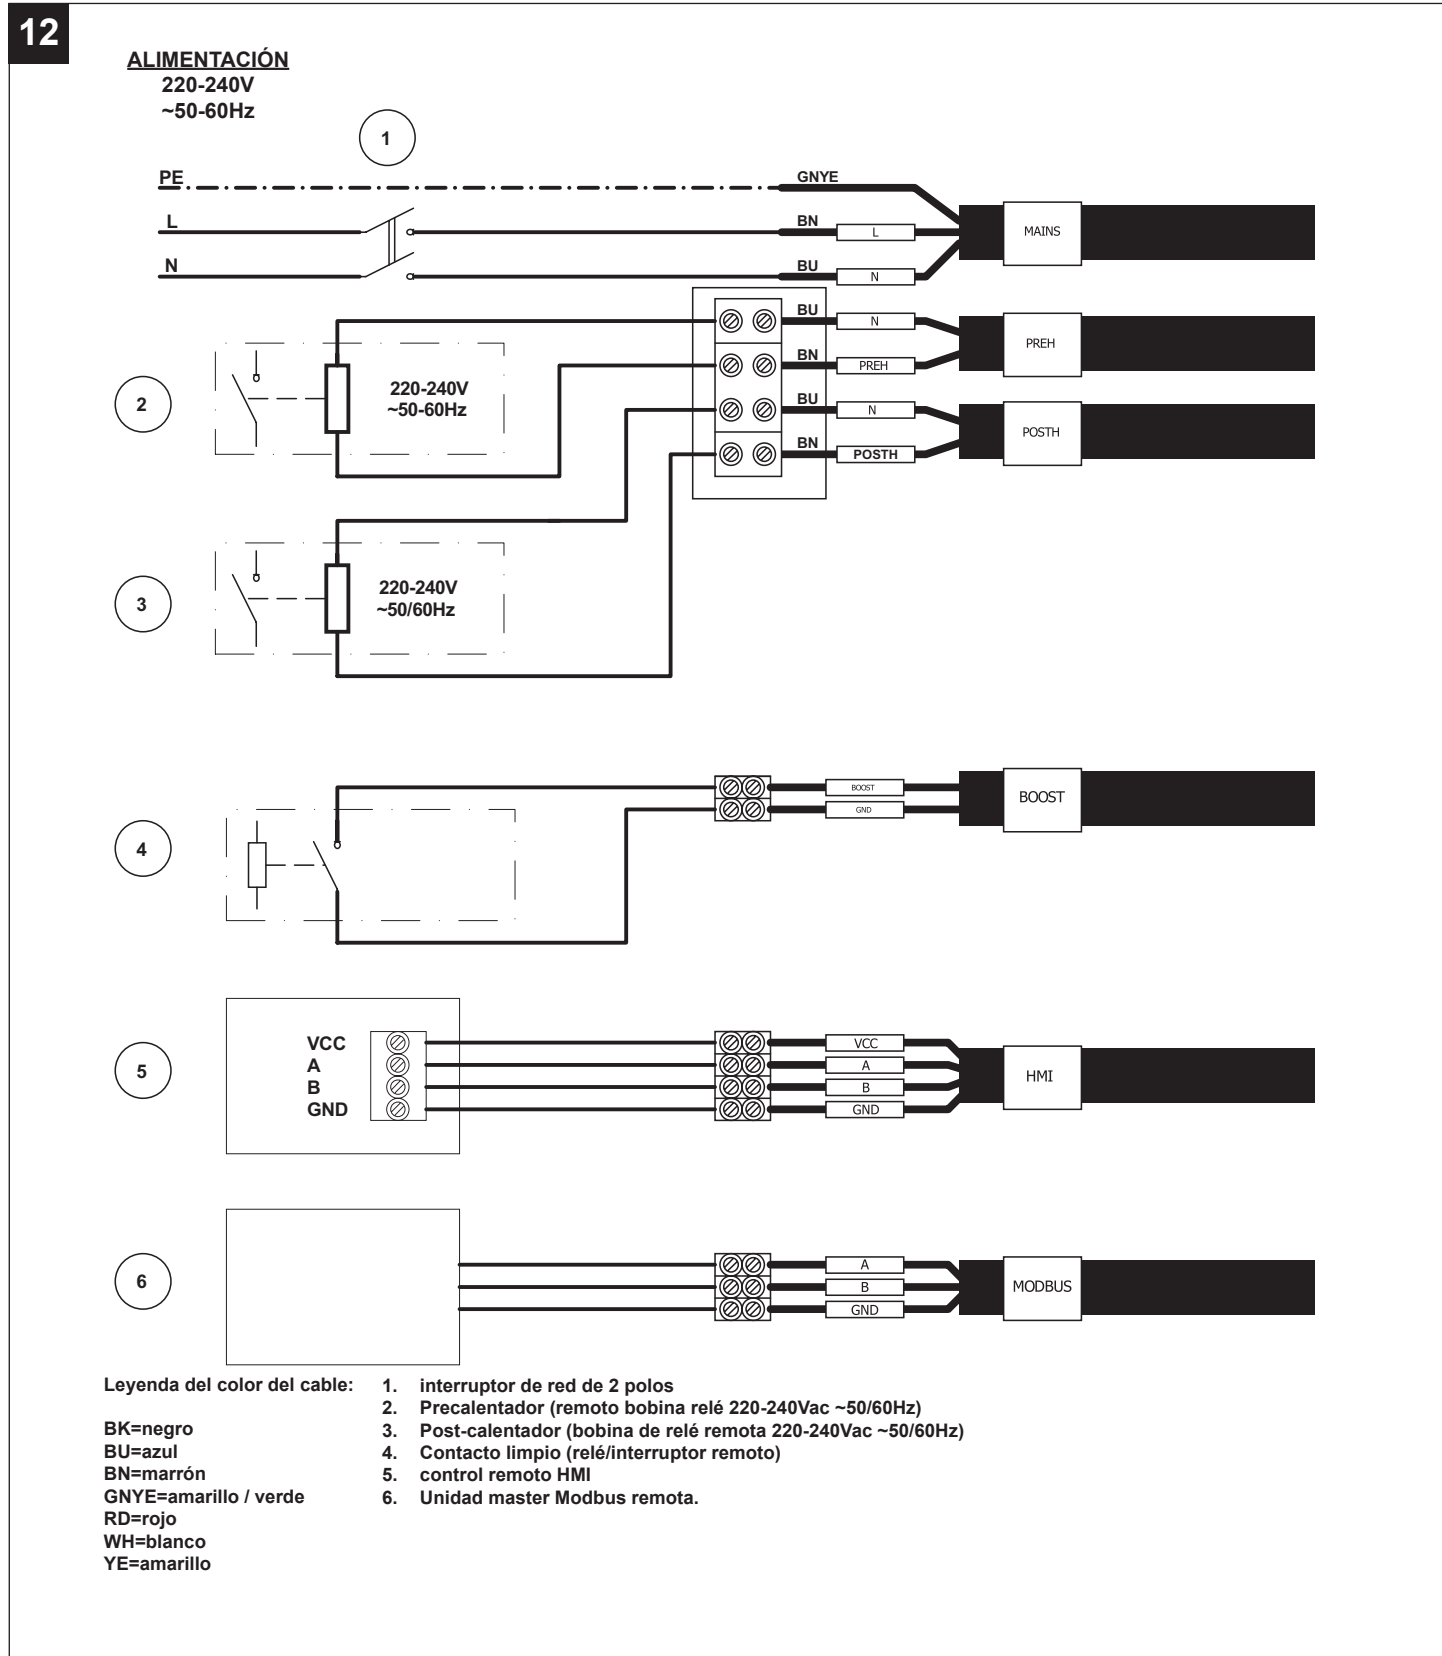 12
ALIMENTACIÓN
220-240V
~50-60Hz
1
PE
GNYE
L
BN
L
MAINS
N
BU
N
BU
N
BN
PREH
PREH
2
220-240V
~50-60Hz
BU
N
BN
POSTH
POSTH
3
220-240V
~50/60Hz
4
BOOST
GND
BOOST
5
VCC
A
B
GND
VCC
A
B
GND
HMI
6
A
B
GND
MODBUS
Leyenda del color del cable:
BK=negro
BU=azul
BN=marrón
GNYE=amarillo / verde
RD=rojo
WH=blanco
YE=amarillo
1. interruptor de red de 2 polos
2. Precalentador (remoto bobina relé 220-240Vac ~50/60Hz)
3. Post-calentador (bobina de relé remota 220-240Vac ~50/60Hz)
4. Contacto limpio (relé/interruptor remoto)
5. control remoto HMI
6. Unidad master Modbus remota.